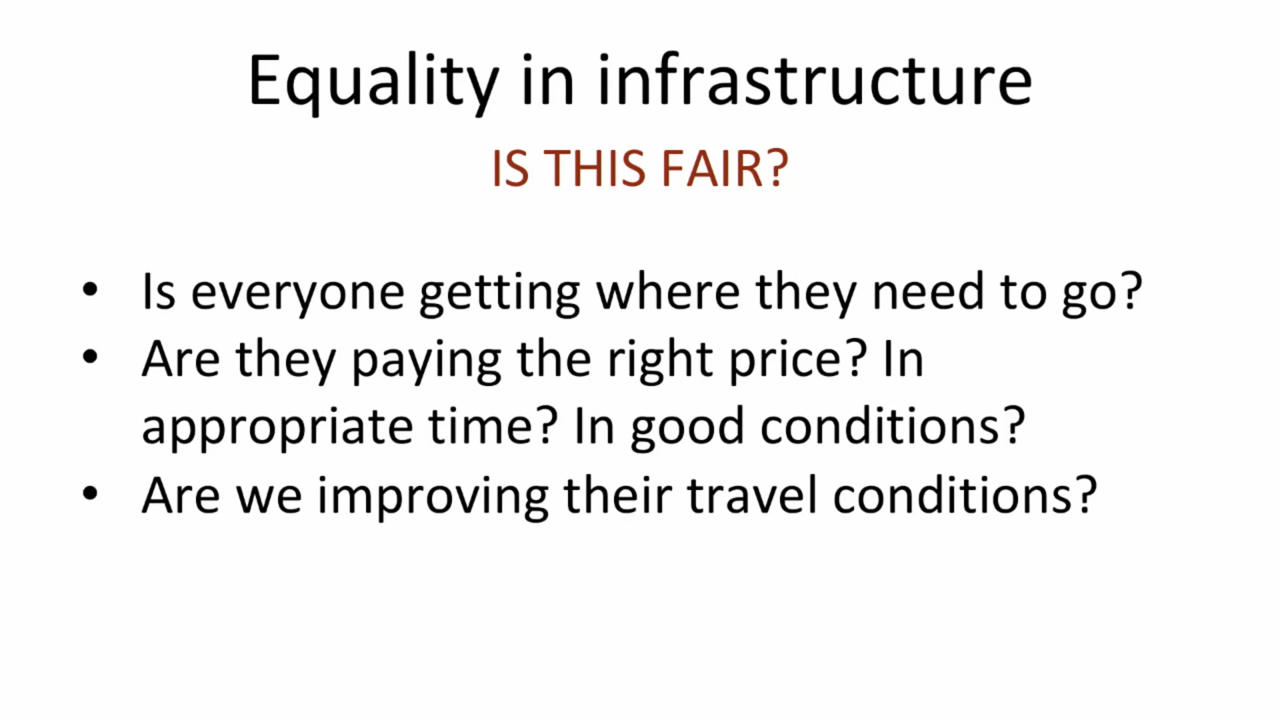 Equality in infrastructure
IS THIS FAIR?
• Is everyone getting where they need to go?
• Are they paying the right price? In
appropriate time? In good conditions?
• Are we improving their travel conditions?